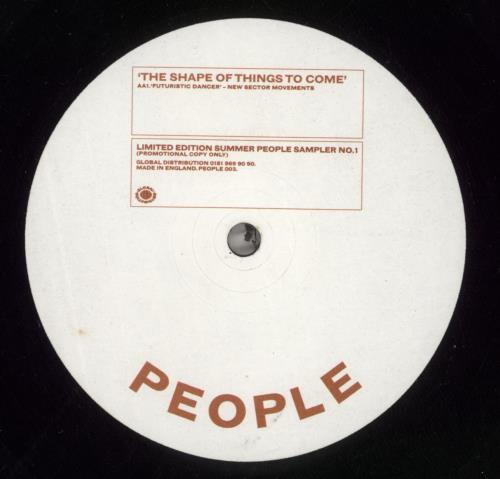 'THE SHAPE OF THINGS TO COME'
AA1. 'FUTURISTIC DANCER' - NEW SECTOR MOVEMENTS
LIMITED EDITION SUMMER PEOPLE SAMPLER NO.1
(PROMOTIONAL COPY ONLY)
GLOBAL DISTRIBUTION 0181 969 90 90.
MADE IN ENGLAND. PEOPLE 003.
PEOPLE